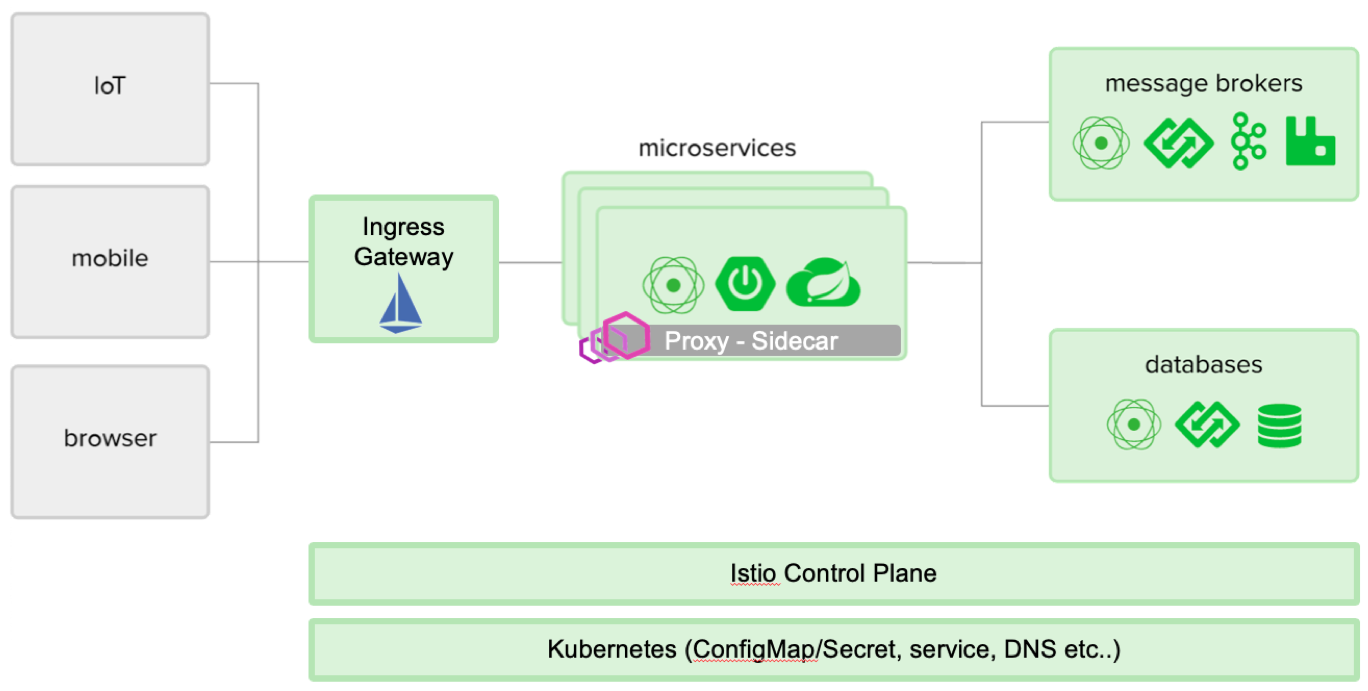 IoT
mobile
browser
Ingress
Gateway
microservices
Proxy - Sidecar
message brokers
databases
Istio Control Plane
Kubernetes (ConfigMap/Secret, service, DNS etc..)